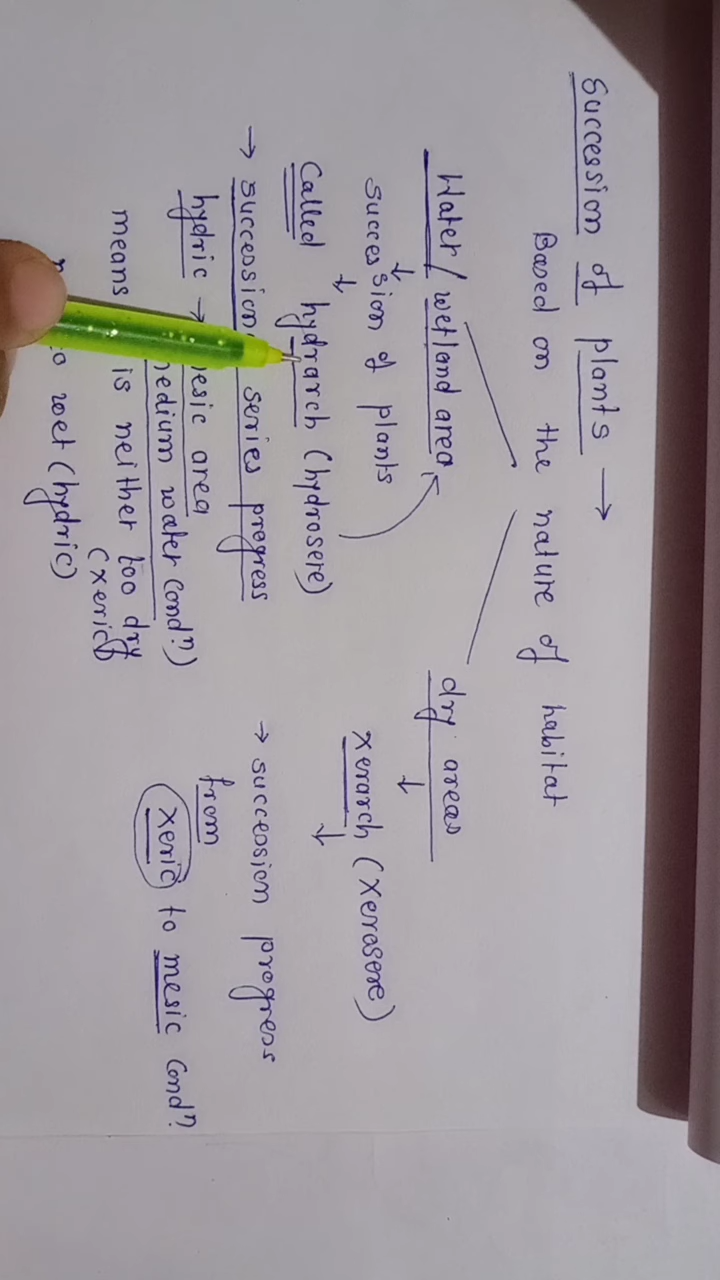 Succession of plants →
Based on the nature of habitat
Water/wetland area
succession of plants
Called hydrarch (hydrosere)
→ succession series progress
hydric → area
water condn)
means is neither too dry
(xeric)
wet (hydric)
dry areas
xerarch (xerosere)
→ succession progress
from
xeric to mesic condn